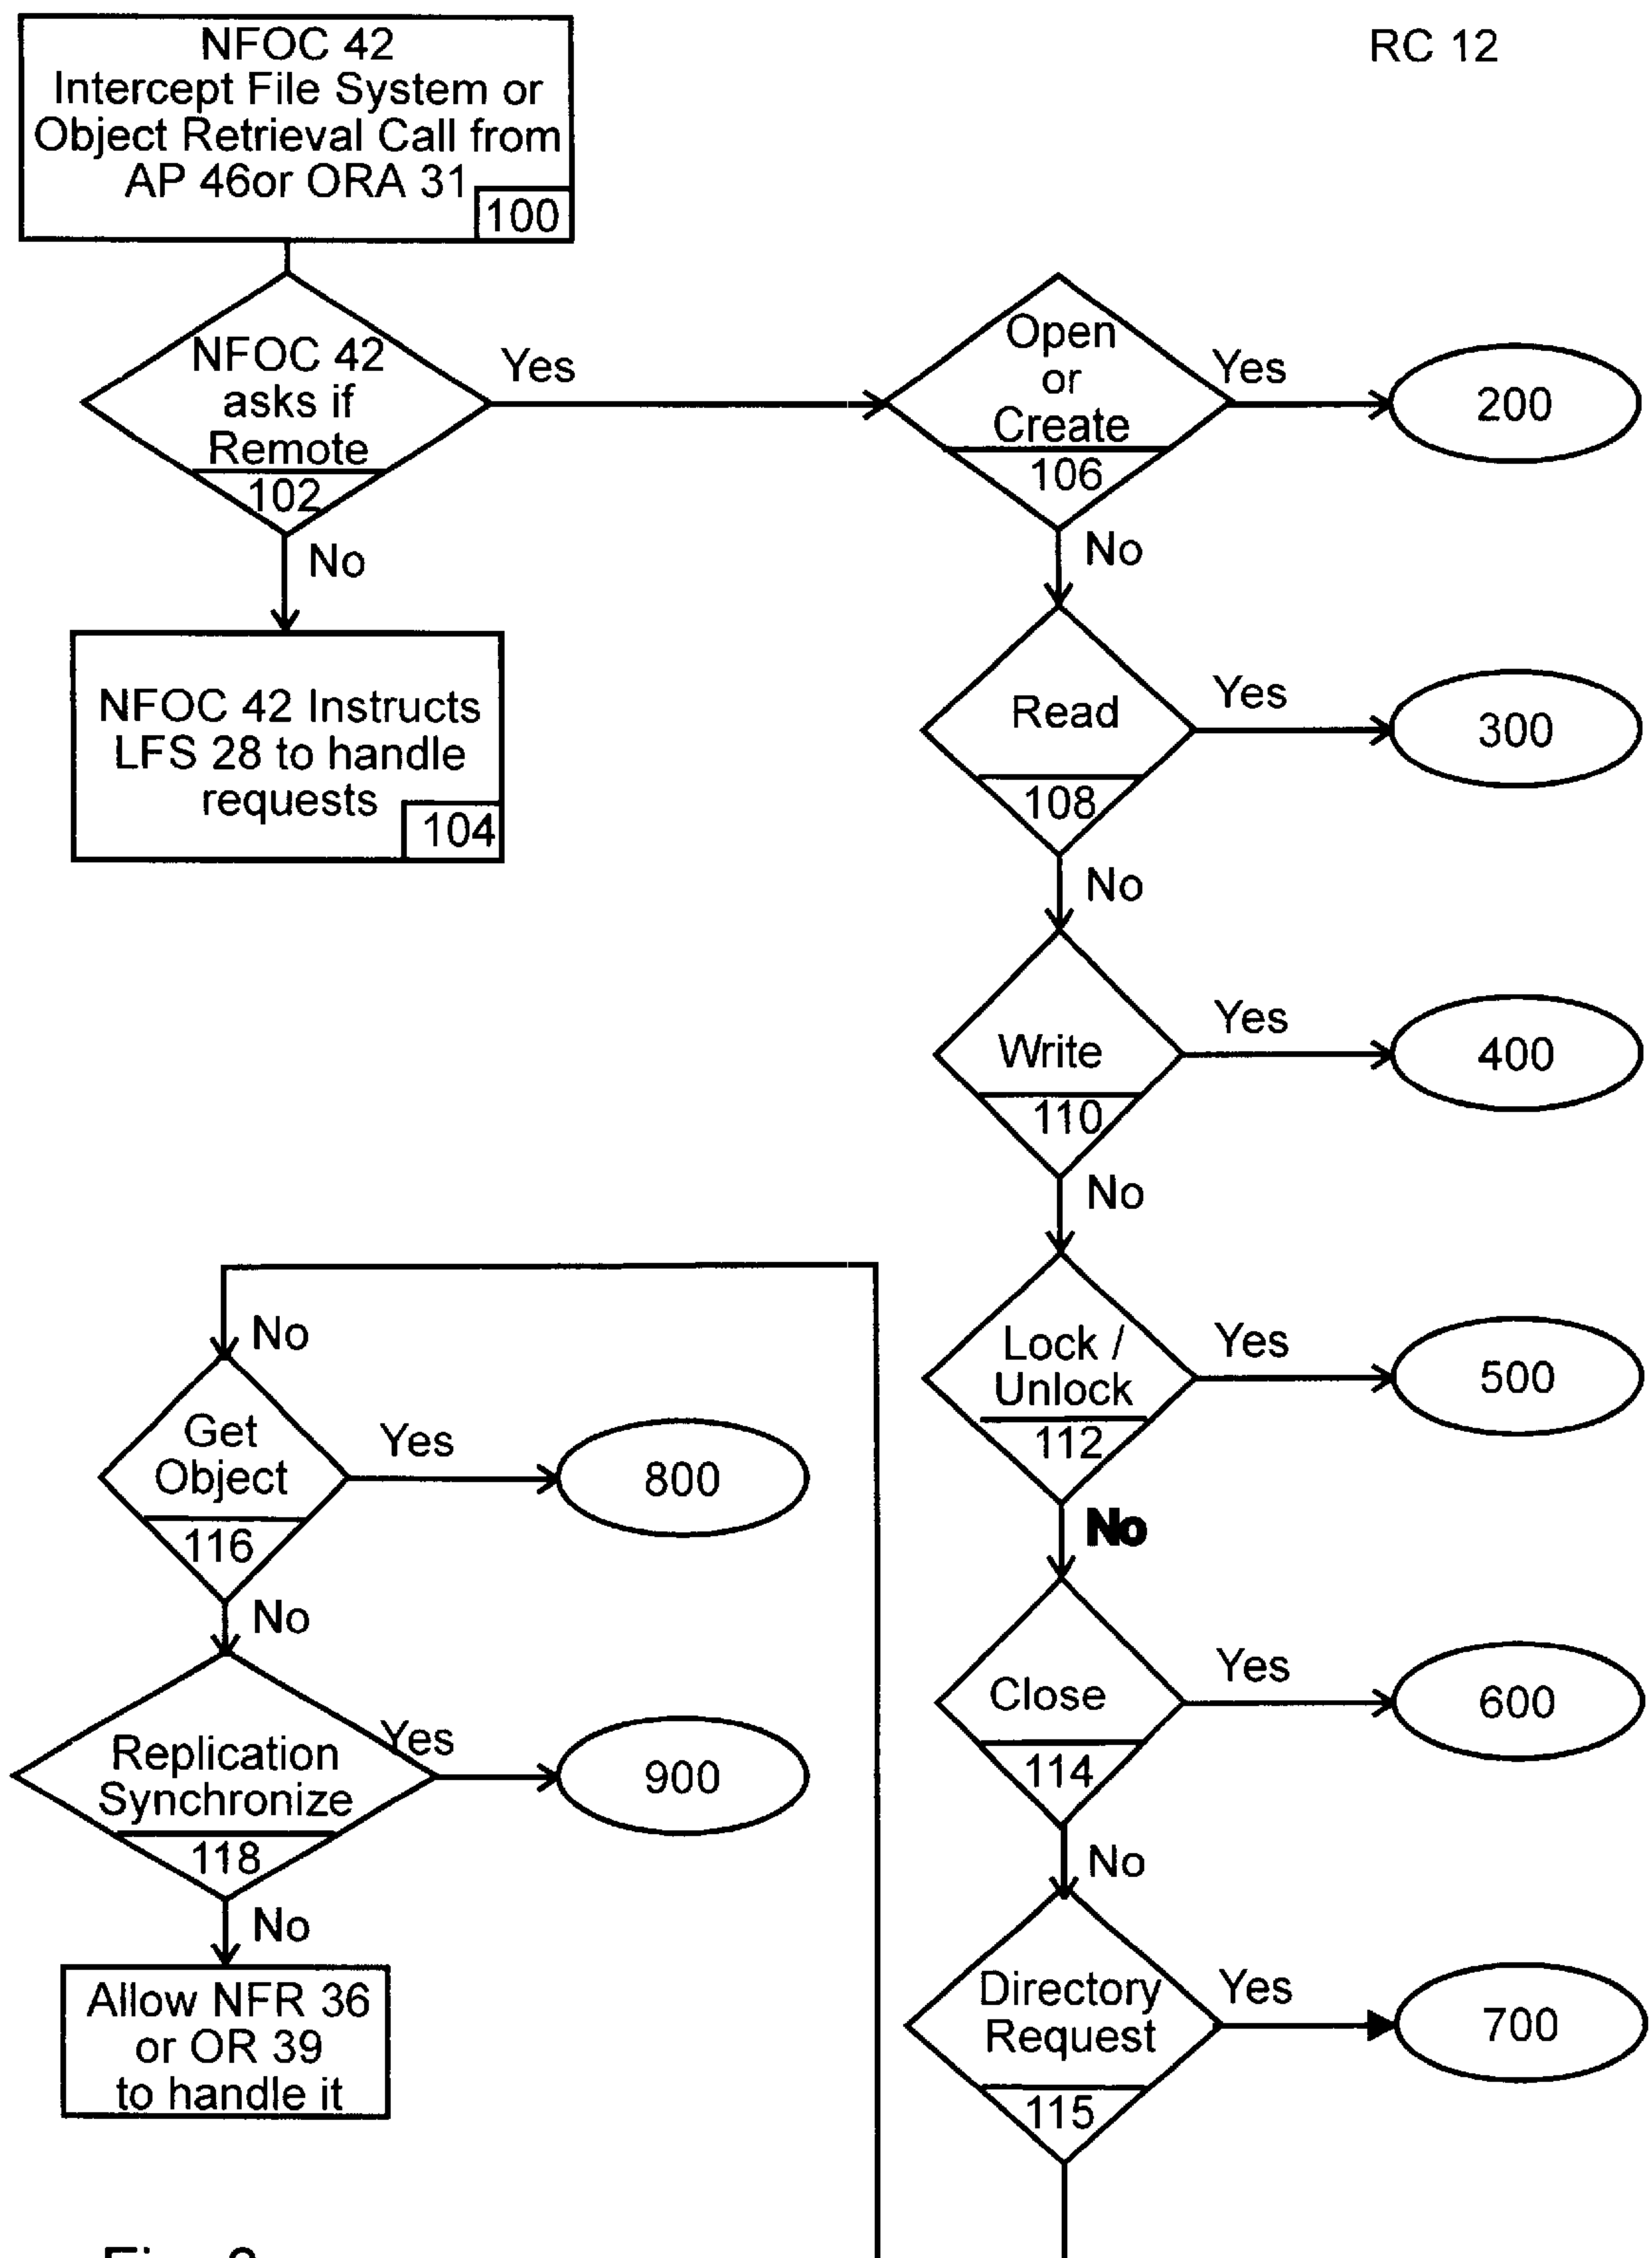 RC 12
NFOC 42
Intercept File System or
Object Retrieval Call from
AP 46or ORA 31
100
NFOC 42
asks if
Remote
102
Yes
No
NFOC 42 Instructs
LFS 28 to handle
requests
104
Open
or
Create
106
Yes
200
No
Read
108
Yes
300
No
Write
110
Yes
400
No
Lock /
Unlock
112
Yes
500
No
Close
114
Yes
600
No
Directory
Request
115
Yes
700
No
Get
Object
116
Yes
800
No
Replication
Synchronize
118
Yes
900
No
Allow NFR 36
or OR 39
to handle it